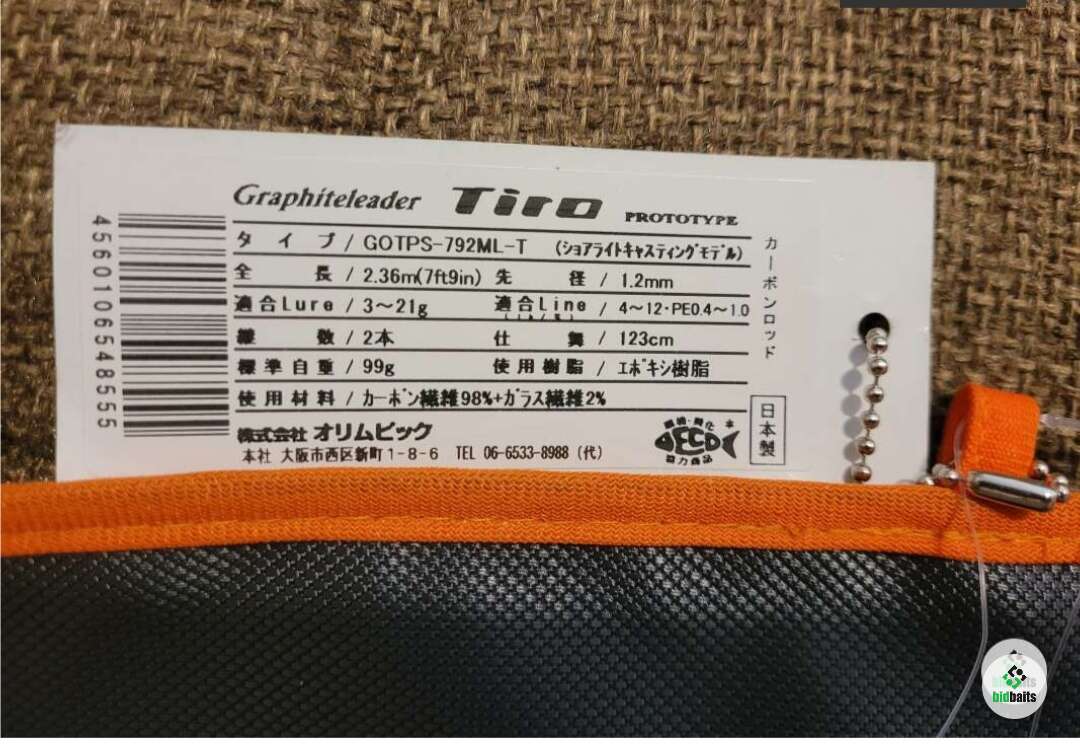 Graphiteleader Tiro PROTOTYPE
タイプ / GOTPS-792ML-T (ショアライトキャスティングモデル)
全長 / 2.36m(7ft9in) 先径 / 1.2mm
適合Lure / 3〜21g 適合Line / 4〜12・PE0.4〜1.0
継数 / 2本 仕舞 / 123cm
標準自重 / 99g 使用樹脂 / エポキシ樹脂
使用材料 / カーボン繊維98%+ガラス繊維2%
株式会社 オリムピック
本社 大阪市西区新町1-8-6 TEL 06-6533-8988 (代)
カーボンロッド
日本製
ECO
協力商品
4560106548555
bidbaits